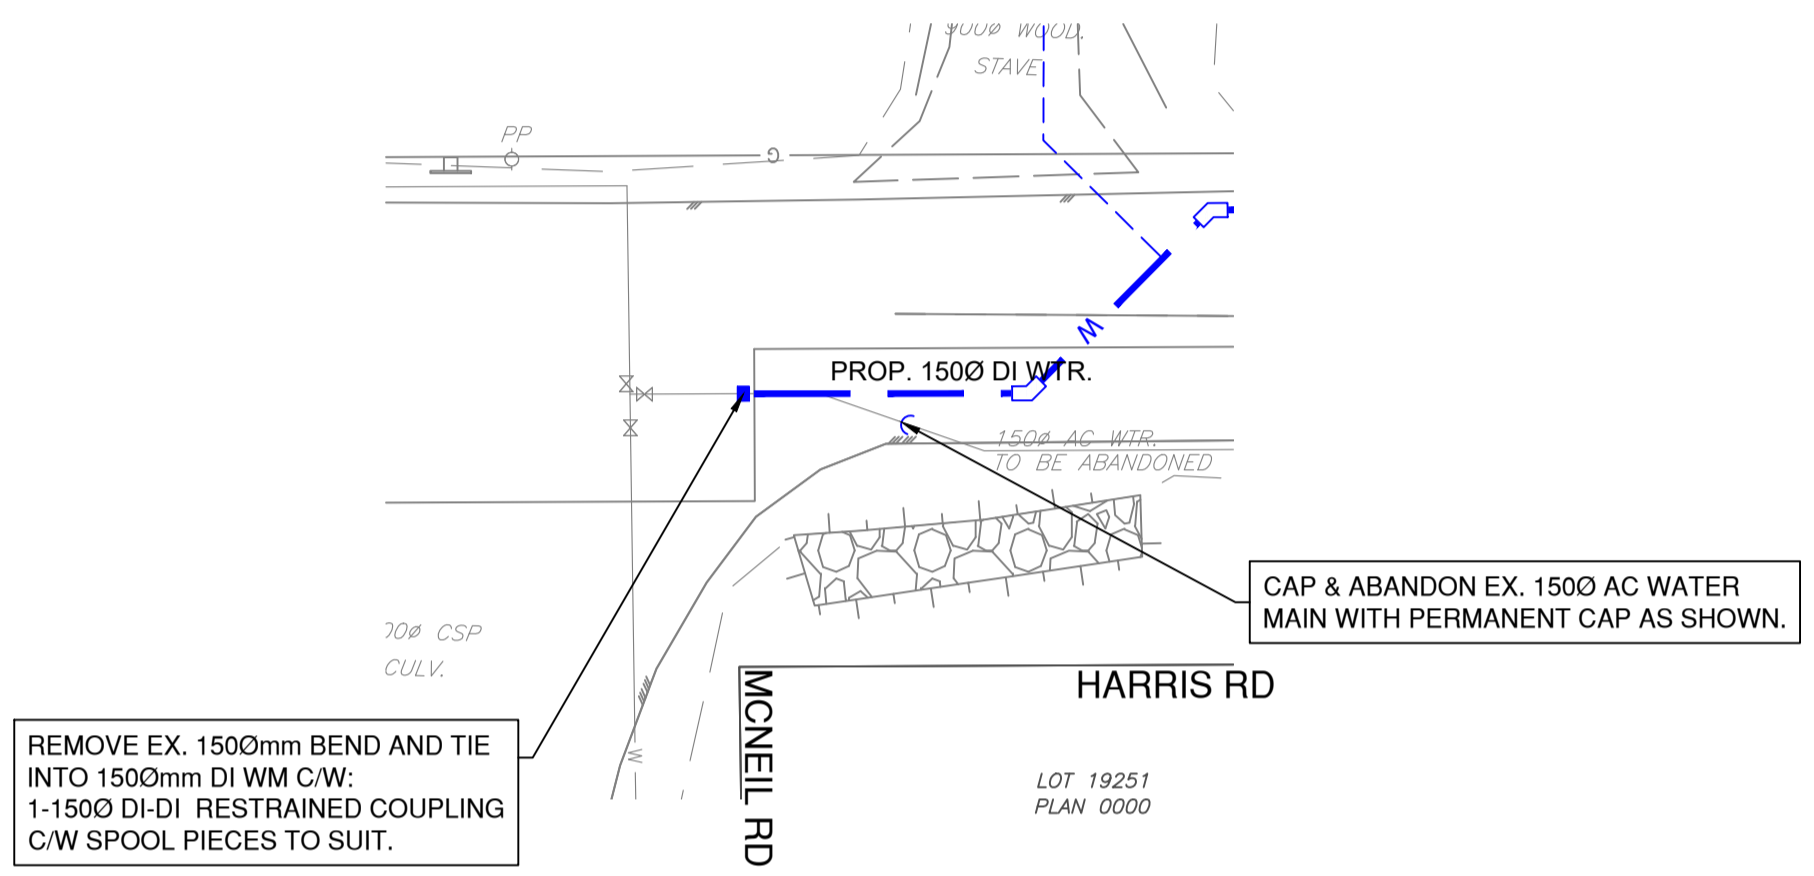 900ø WOOD.
STAVE
PP
G
W
PROP. 150Ø DI WTR.
150ø AC WTR.
TO BE ABANDONED
CAP & ABANDON EX. 150Ø AC WATER
MAIN WITH PERMANENT CAP AS SHOWN.
00ø CSP
CULV.
HARRIS RD
MCNEIL RD
W
REMOVE EX. 150Ømm BEND AND TIE
INTO 150Ømm DI WM C/W:
1-150Ø DI-DI RESTRAINED COUPLING
C/W SPOOL PIECES TO SUIT.
LOT 19251
PLAN 0000